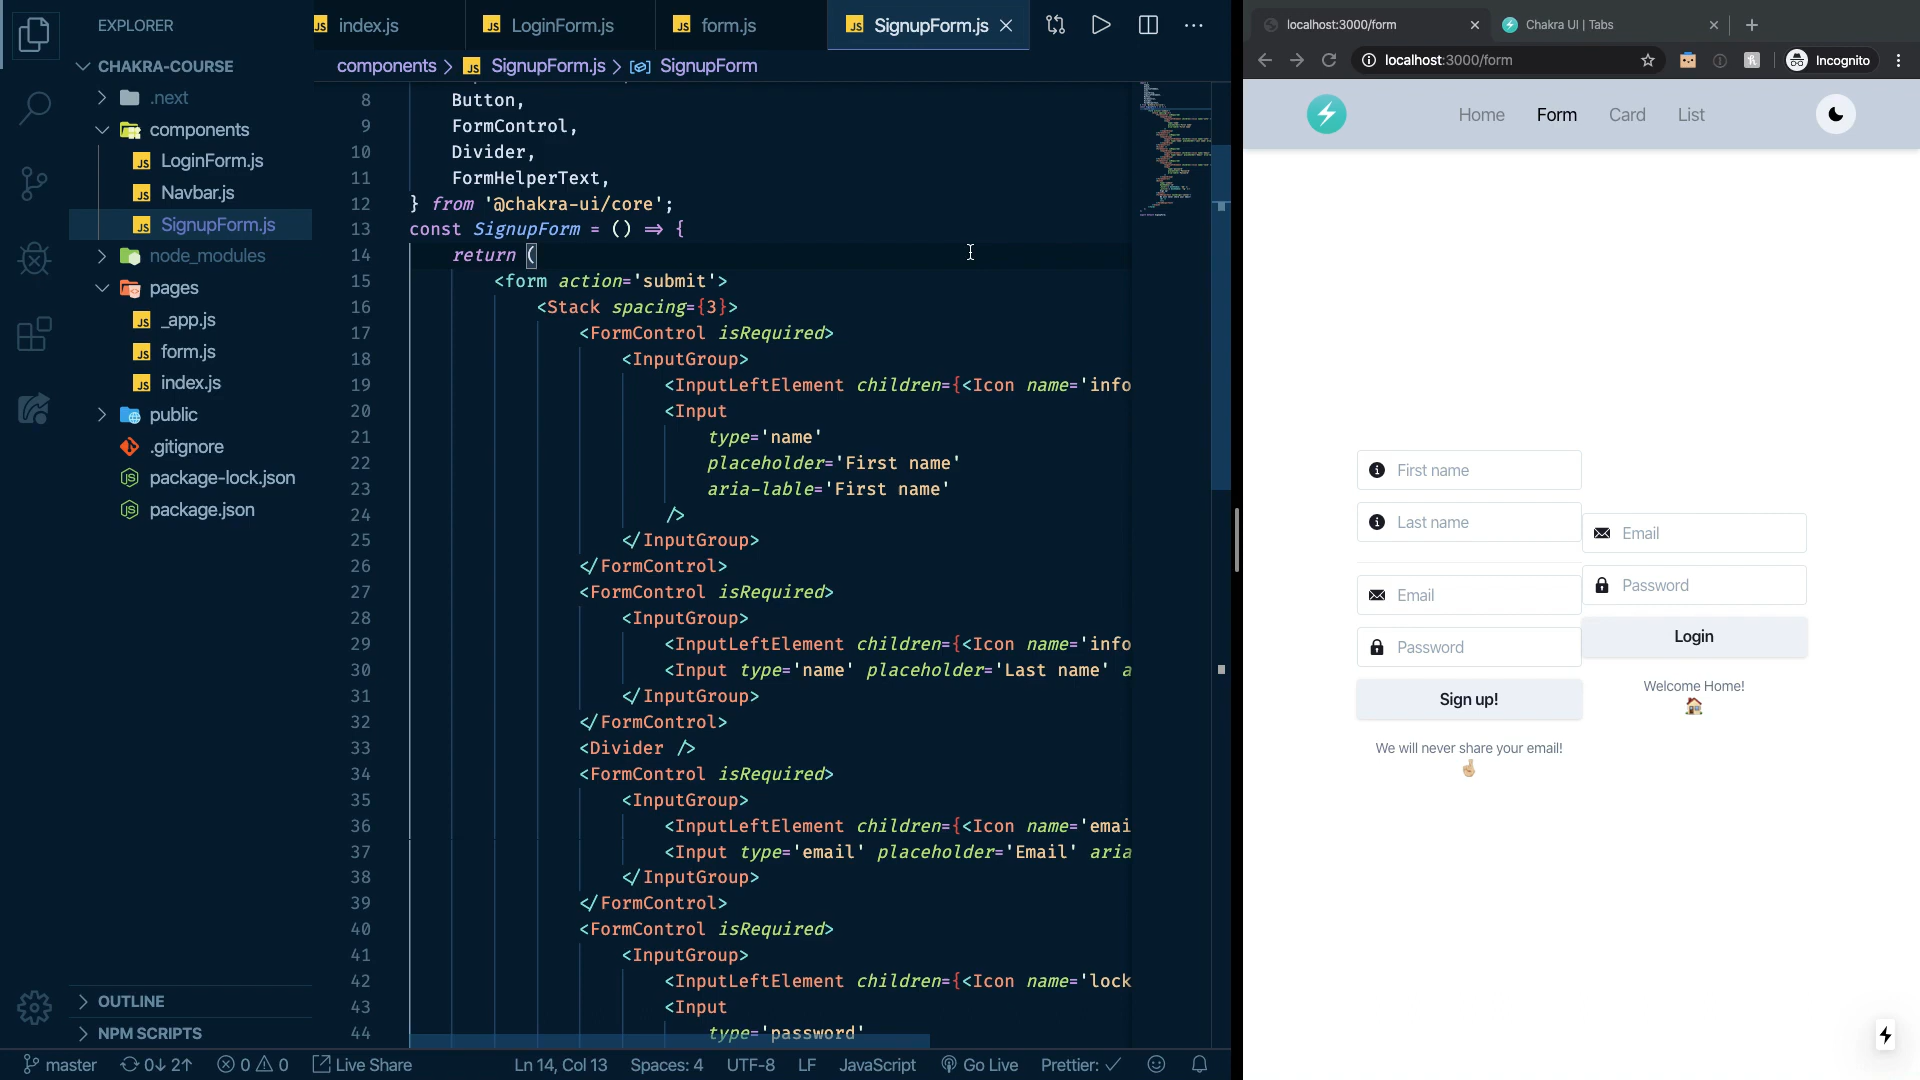 EXPLORER
CHAKRA-COURSE
.next
components
LoginForm.js
Navbar.js
SignupForm.js
node_modules
pages
_app.js
form.js
index.js
public
.gitignore
package-lock.json
package.json
OUTLINE
NPM SCRIPTS
index.js
LoginForm.js
form.js
SignupForm.js
components > SignupForm.js > SignupForm
8 Button,
9 FormControl,
10 Divider,
11 FormHelperText,
12 } from '@chakra-ui/core';
13 const SignupForm = () => {
14 return (
15 <form action='submit'>
16 <Stack spacing={3}>
17 <FormControl isRequired>
18 <InputGroup>
19 <InputLeftElement children={<Icon name='info
20 <Input
21 type='name'
22 placeholder='First name'
23 aria-lable='First name'
24 />
25 </InputGroup>
26 </FormControl>
27 <FormControl isRequired>
28 <InputGroup>
29 <InputLeftElement children={<Icon name='info
30 <Input type='name' placeholder='Last name' a
31 </InputGroup>
32 </FormControl>
33 <Divider />
34 <FormControl isRequired>
35 <InputGroup>
36 <InputLeftElement children={<Icon name='emai
37 <Input type='email' placeholder='Email' aria
38 </InputGroup>
39 </FormControl>
40 <FormControl isRequired>
41 <InputGroup>
42 <InputLeftElement children={<Icon name='lock
43 <Input
44 type='password'
master
0↓ 2↑
0 0
Live Share
Ln 14, Col 13
Spaces: 4
UTF-8
LF
JavaScript
Go Live
Prettier: ✓
localhost:3000/form
Chakra UI | Tabs
localhost:3000/form
Incognito
Home
Form
Card
List
First name
Last name
Email
Password
Sign up!
We will never share your email!
Email
Password
Login
Welcome Home!